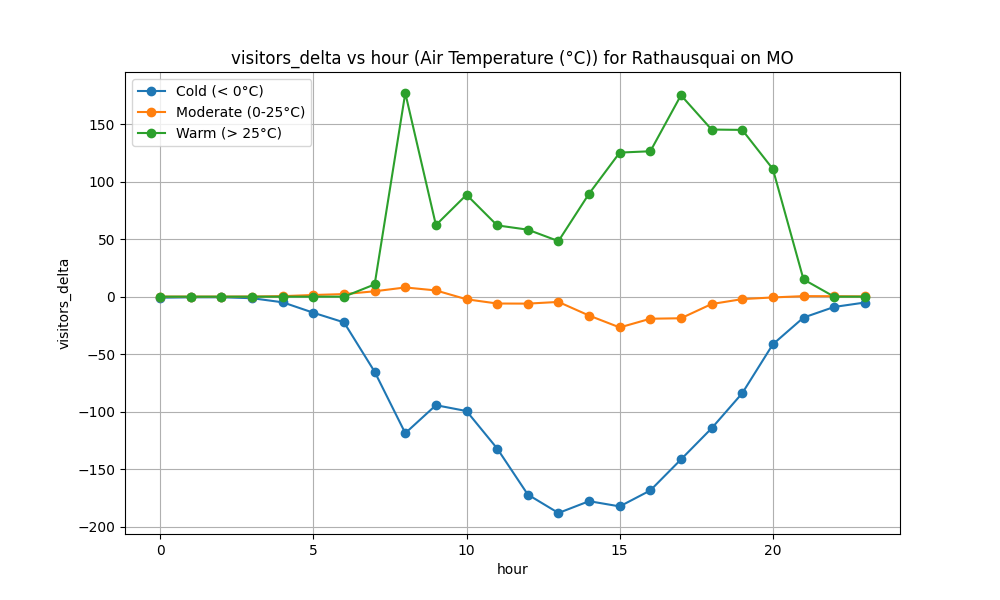 visitors_delta vs hour (Air Temperature (°C)) for Rathausquai on MO
Cold (< 0°C)
Moderate (0-25°C)
Warm (> 25°C)
visitors_delta
150
100
50
0
−50
−100
−150
−200
0 5 10 15 20
hour